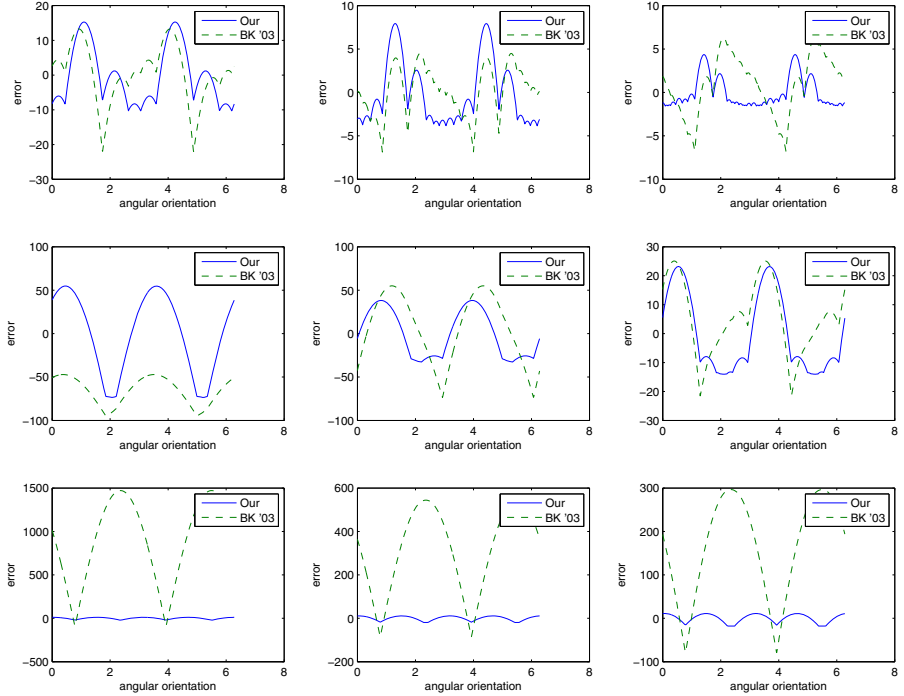 20
10
0
-10
-20
-30
0 2 4 6 8
error
angular orientation
Our
BK '03
10
5
0
-5
-10
0 2 4 6 8
error
angular orientation
Our
BK '03
10
5
0
-5
-10
0 2 4 6 8
error
angular orientation
Our
BK '03
100
50
0
-50
-100
0 2 4 6 8
error
angular orientation
Our
BK '03
100
50
0
-50
-100
0 2 4 6 8
error
angular orientation
Our
BK '03
30
20
10
0
-10
-20
-30
0 2 4 6 8
error
angular orientation
Our
BK '03
1500
1000
500
0
-500
0 2 4 6 8
error
angular orientation
Our
BK '03
600
400
200
0
-200
0 2 4 6 8
error
angular orientation
Our
BK '03
300
200
100
0
-100
0 2 4 6 8
error
angular orientation
Our
BK '03